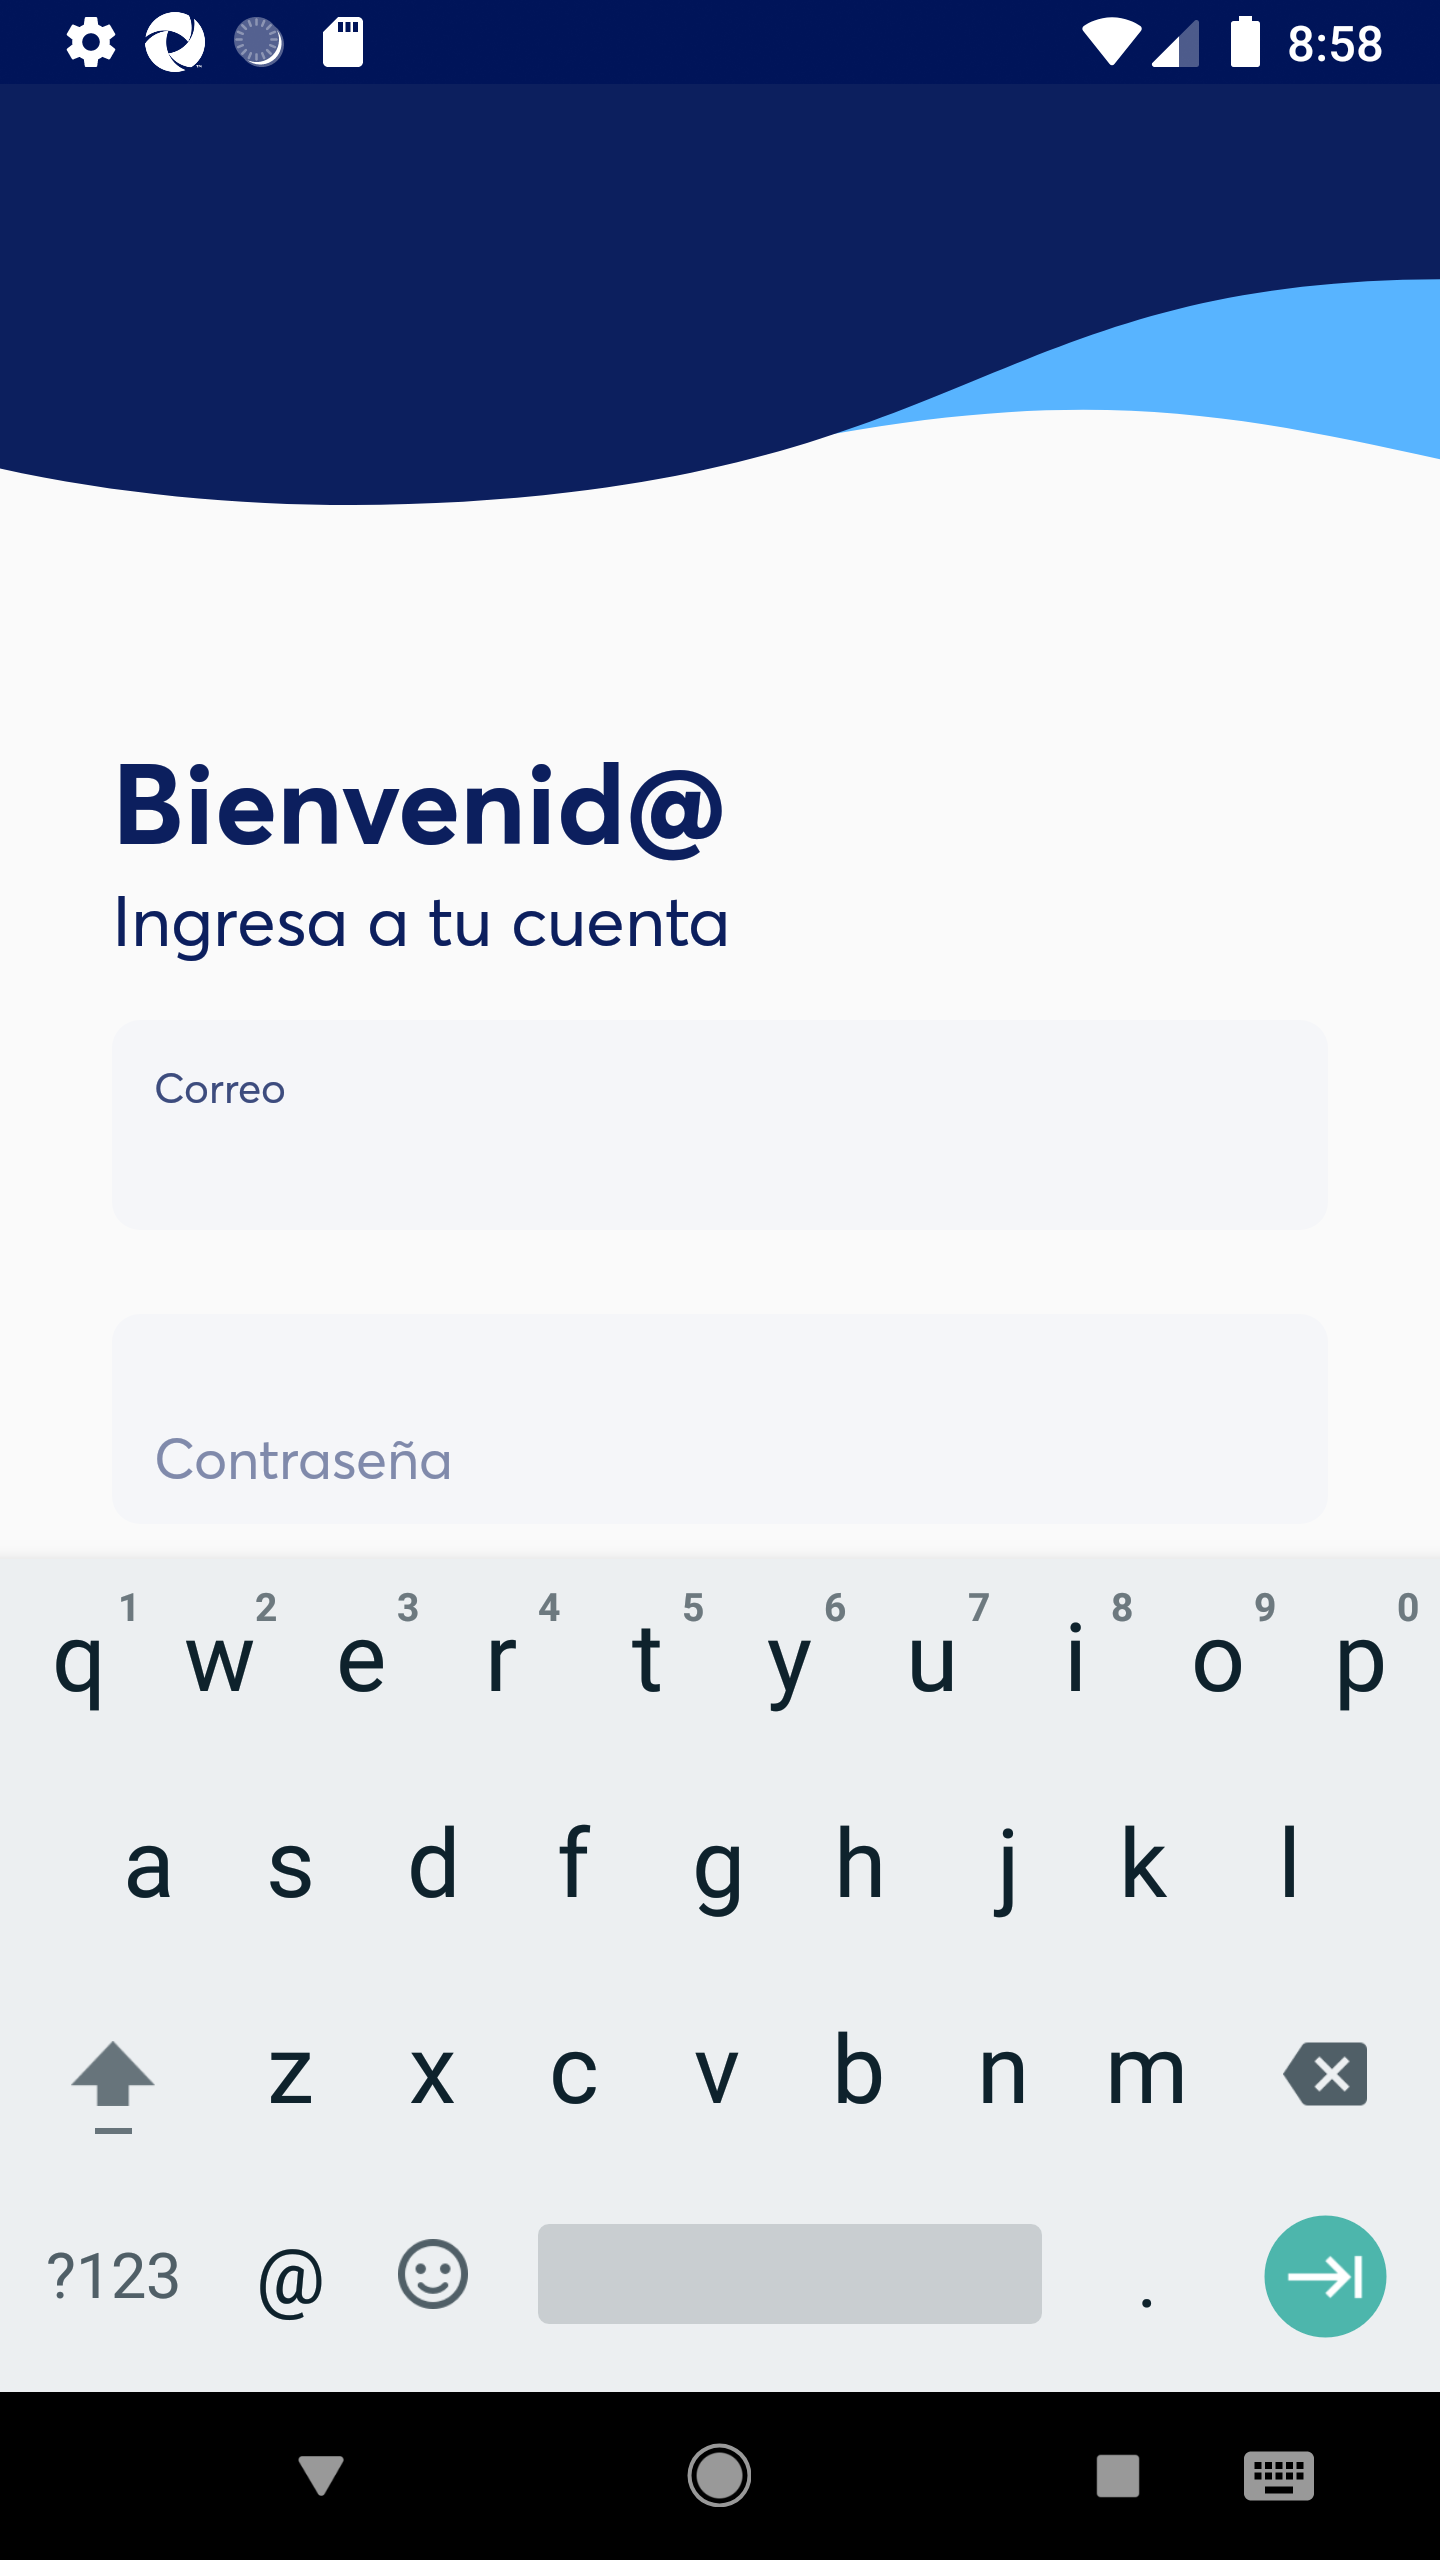 8:58
Bienvenid@
Ingresa a tu cuenta
Correo
Contraseña
1 2 3 4 5 6 7 8 9 0
q w e r t y u i o p
a s d f g h j k l
z x c v b n m
?123 @ .